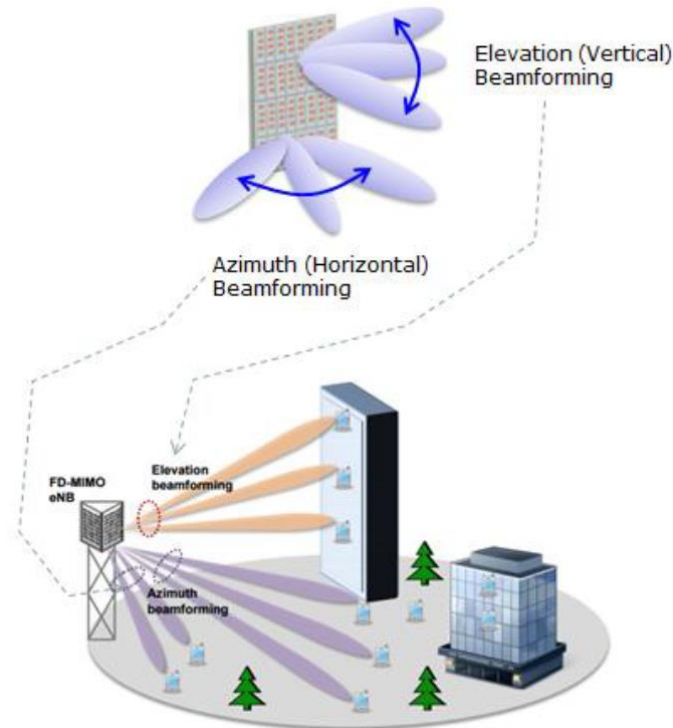 Elevation (Vertical)
Beamforming
Azimuth (Horizontal)
Beamforming
Elevation
beamforming
FD-MIMO
eNB
Azimuth
beamforming